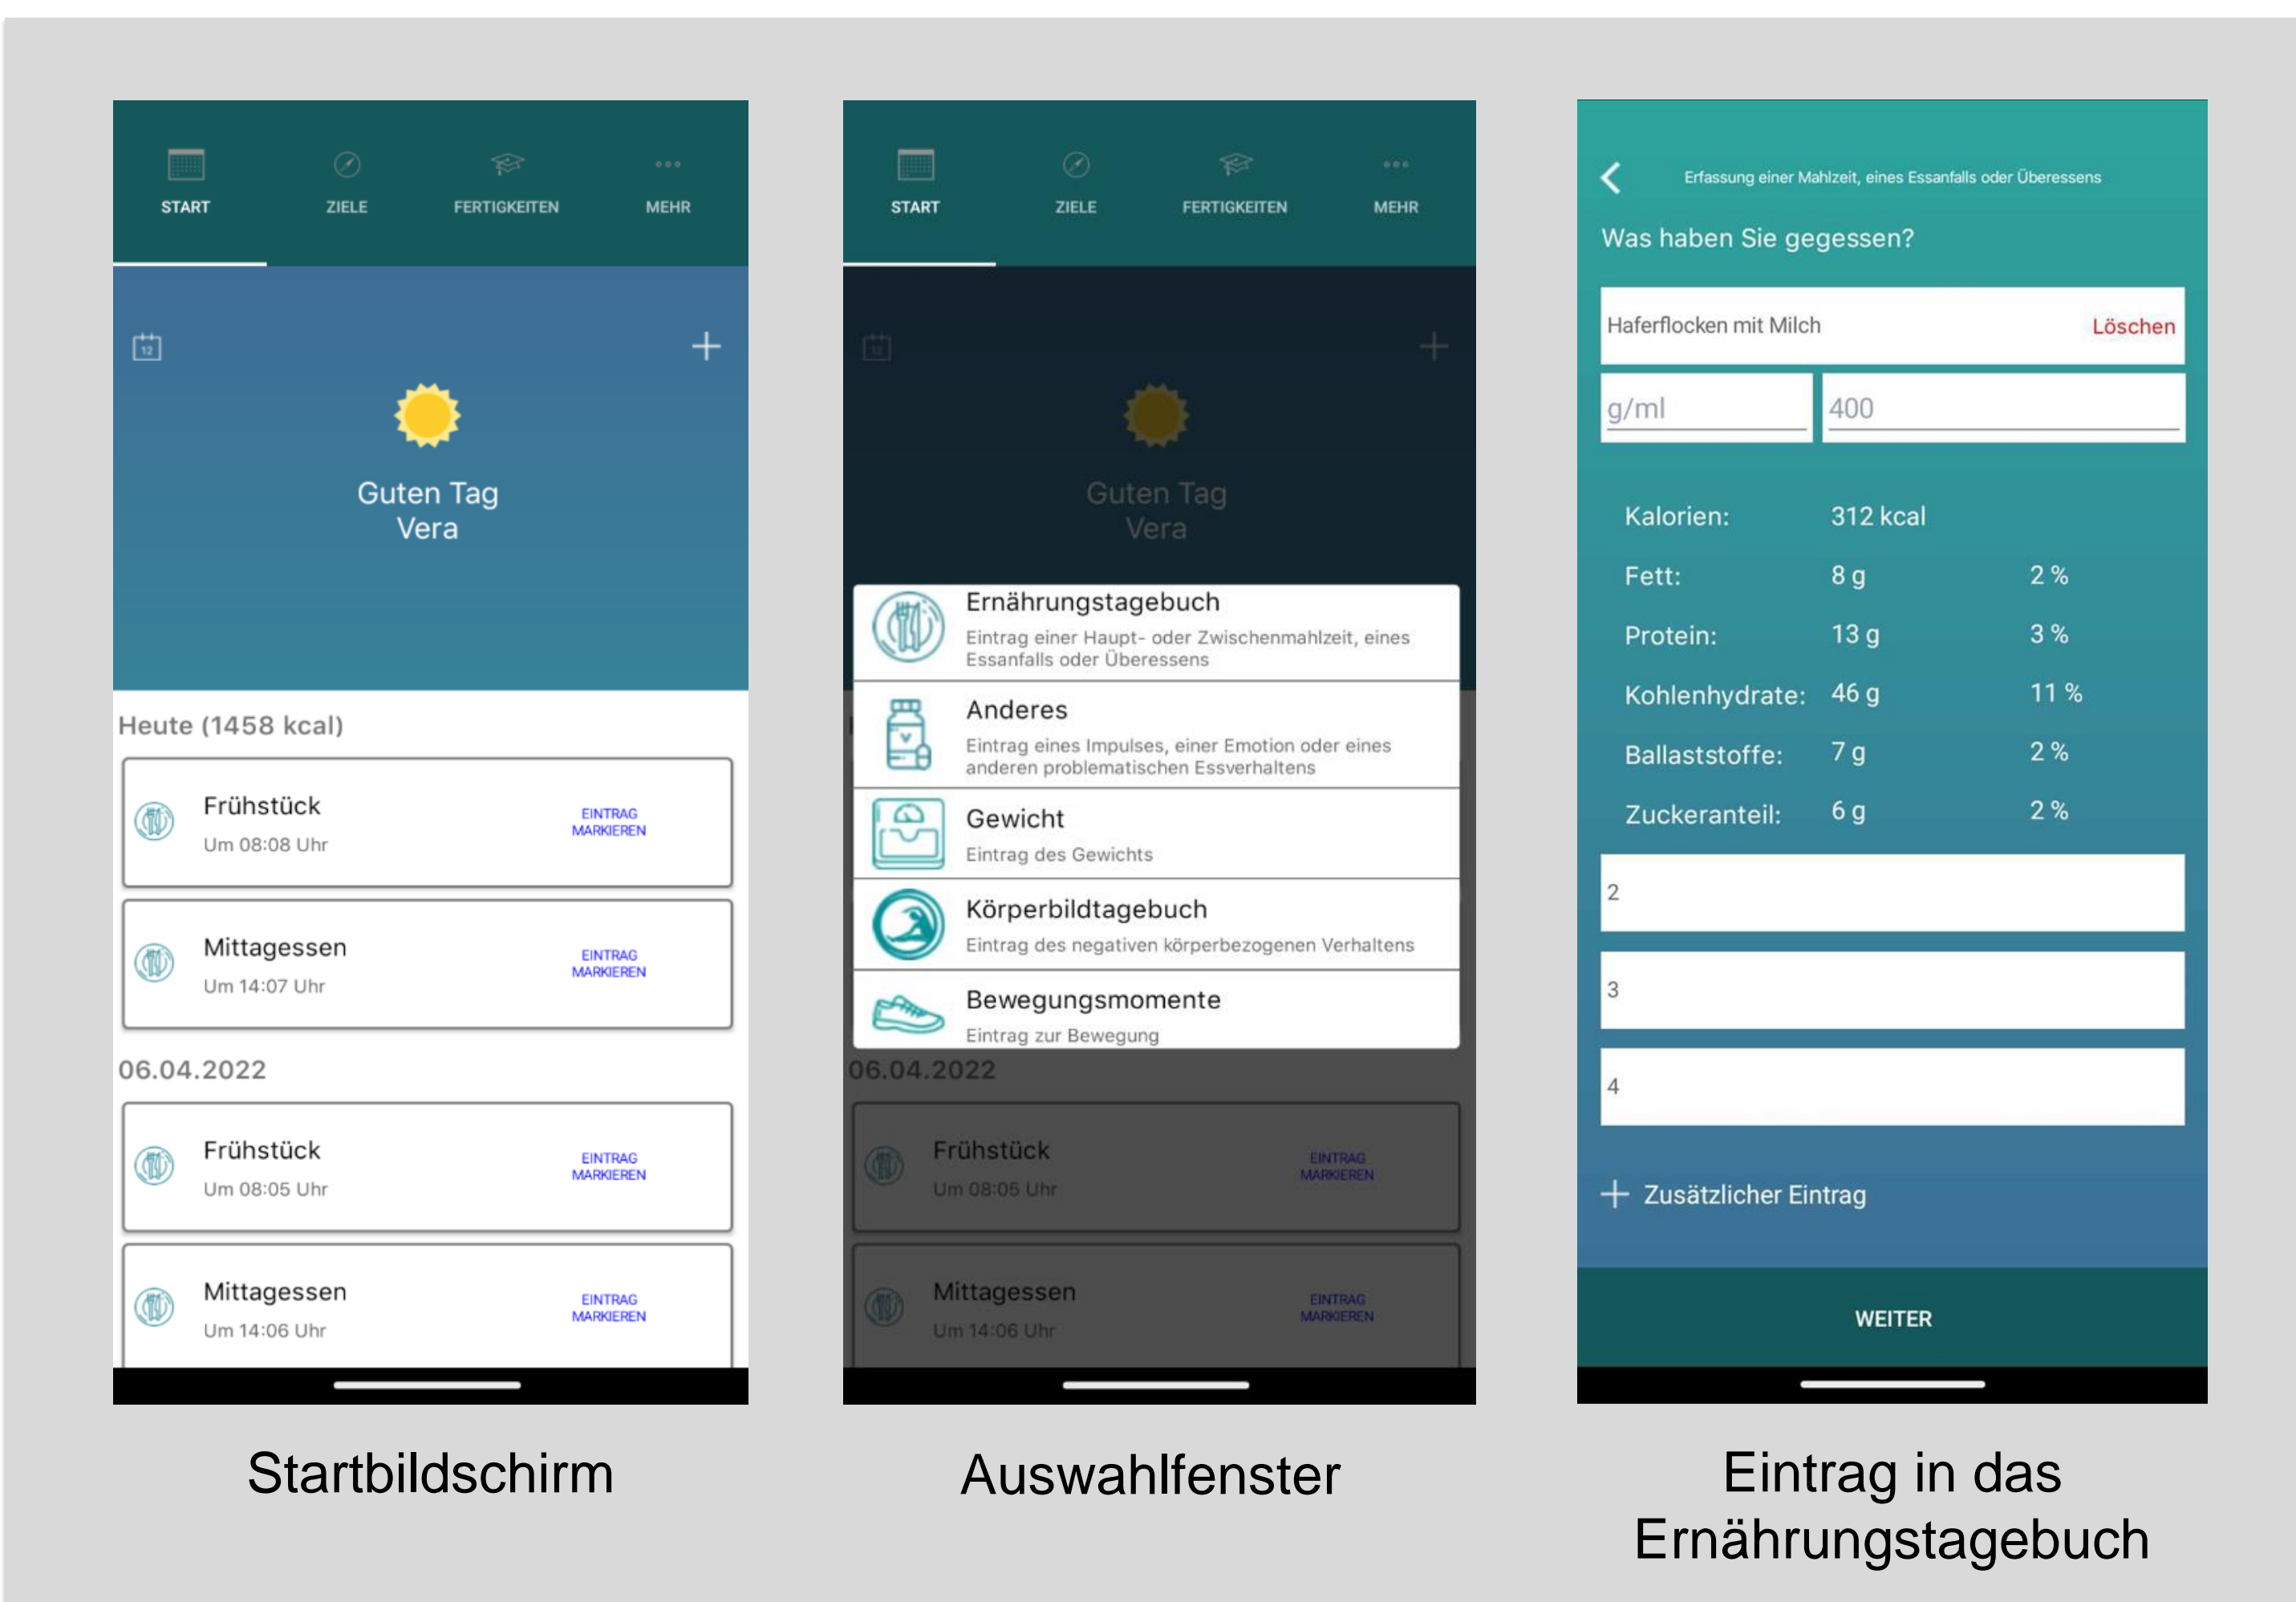 START ZIELE FERTIGKEITEN MEHR
12
Guten Tag
Vera
Heute (1458 kcal)
Frühstück
Um 08:08 Uhr
EINTRAG
MARKIEREN
Mittagessen
Um 14:07 Uhr
EINTRAG
MARKIEREN
06.04.2022
Frühstück
Um 08:05 Uhr
EINTRAG
MARKIEREN
Mittagessen
Um 14:06 Uhr
EINTRAG
MARKIEREN
Startbildschirm
START ZIELE FERTIGKEITEN MEHR
12
Guten Tag
Vera
Ernährungstagebuch
Eintrag einer Haupt- oder Zwischenmahlzeit, eines
Essanfalls oder Überessens
Anderes
Eintrag eines Impulses, einer Emotion oder eines
anderen problematischen Essverhaltens
Gewicht
Eintrag des Gewichts
Körperbildtagebuch
Eintrag des negativen körperbezogenen Verhaltens
Bewegungsmomente
Eintrag zur Bewegung
06.04.2022
Frühstück
Um 08:05 Uhr
EINTRAG
MARKIEREN
Mittagessen
Um 14:06 Uhr
EINTRAG
MARKIEREN
Auswahlfenster
Erfassung einer Mahlzeit, eines Essanfalls oder Überessens
Was haben Sie gegessen?
Haferflocken mit Milch Löschen
g/ml 400
Kalorien: 312 kcal
Fett: 8 g 2 %
Protein: 13 g 3 %
Kohlenhydrate: 46 g 11 %
Ballaststoffe: 7 g 2 %
Zuckeranteil: 6 g 2 %
2
3
4
+ Zusätzlicher Eintrag
WEITER
Eintrag in das
Ernährungstagebuch